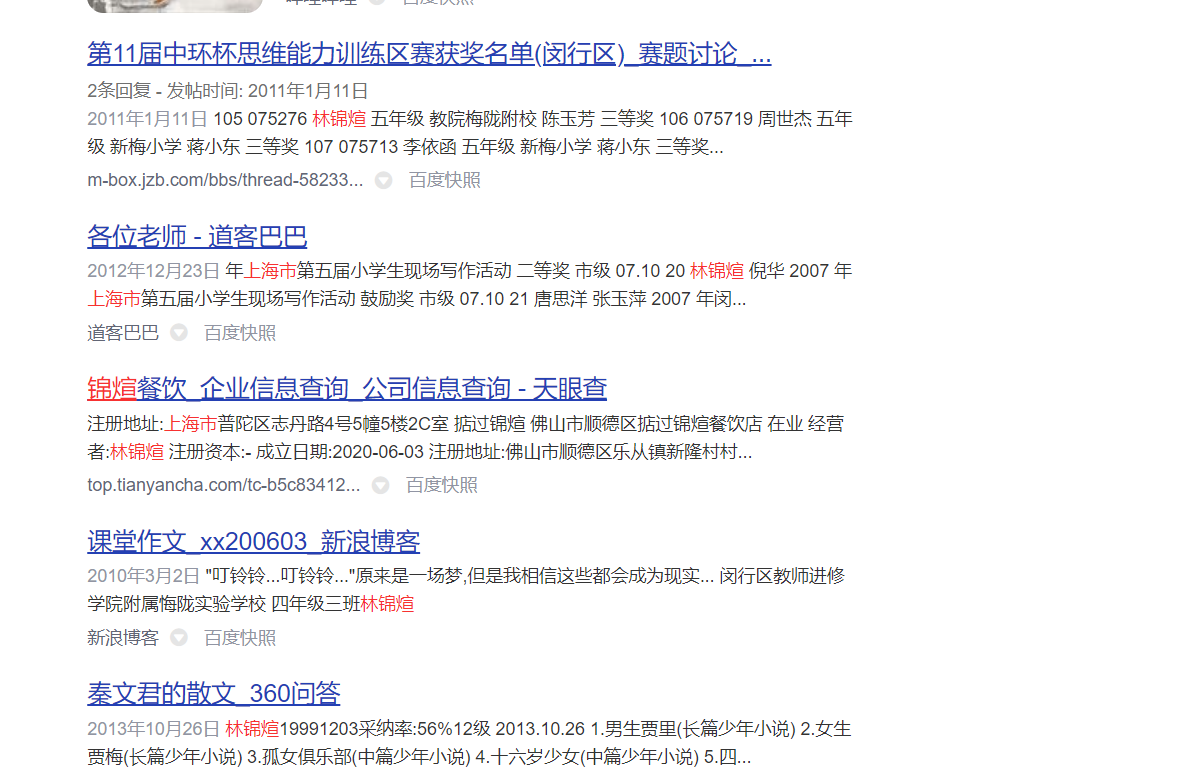 第11届中环杯思维能力训练区赛获奖名单(闵行区)_赛题讨论_...
2条回复 - 发帖时间: 2011年1月11日
2011年1月11日 105 075276 林锦煊 五年级 教院梅陇附校 陈玉芳 三等奖 106 075719 周世杰 五年
级 新梅小学 蒋小东 三等奖 107 075713 李依函 五年级 新梅小学 蒋小东 三等奖...
m-box.jzb.com/bbs/thread-58233... 百度快照
各位老师 - 道客巴巴
2012年12月23日 年上海市第五届小学生现场写作活动 二等奖 市级 07.10 20 林锦煊 倪华 2007 年
上海市第五届小学生现场写作活动 鼓励奖 市级 07.10 21 唐思洋 张玉萍 2007 年闵...
道客巴巴 百度快照
锦煊餐饮_企业信息查询_公司信息查询 - 天眼查
注册地址:上海市普陀区志丹路4号5幢5楼2C室 掂过锦煊 佛山市顺德区掂过锦煊餐饮店 在业 经营
者:林锦煊 注册资本:- 成立日期:2020-06-03 注册地址:佛山市顺德区乐从镇新隆村村...
top.tianyancha.com/tc-b5c83412... 百度快照
课堂作文_xx200603_新浪博客
2010年3月2日 "叮铃铃...叮铃铃..."原来是一场梦,但是我相信这些都会成为现实... 闵行区教师进修
学院附属悔陇实验学校 四年级三班林锦煊
新浪博客 百度快照
秦文君的散文_360问答
2013年10月26日 林锦煊19991203采纳率:56%12级 2013.10.26 1.男生贾里(长篇少年小说) 2.女生
贾梅(长篇少年小说) 3.孤女俱乐部(中篇少年小说) 4.十六岁少女(中篇少年小说) 5.四...